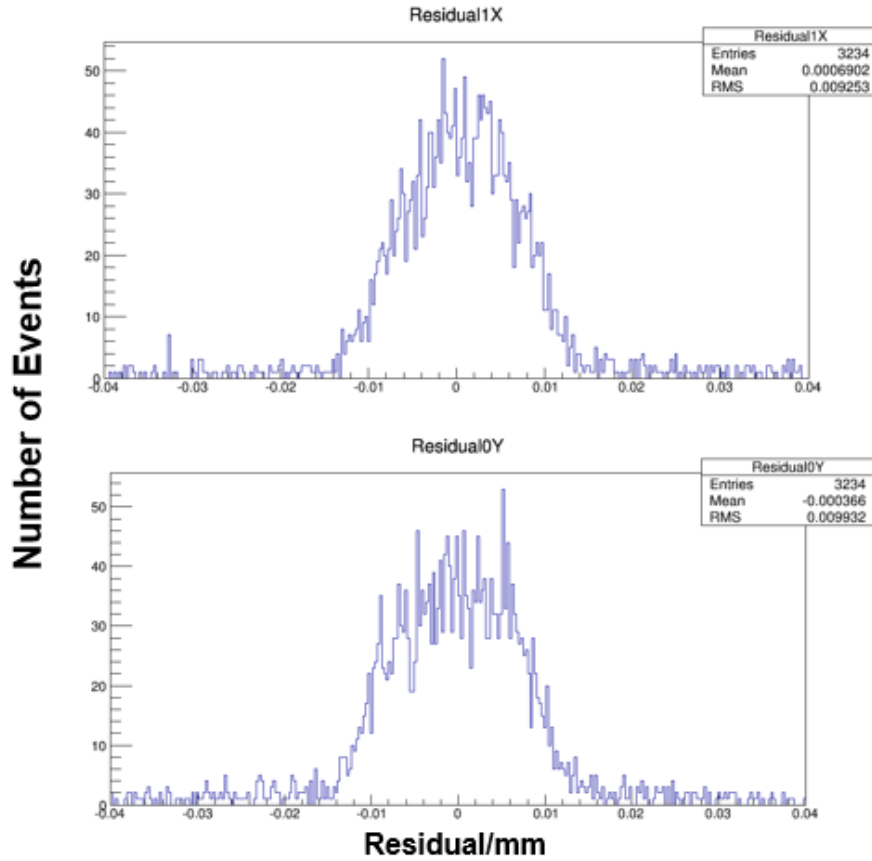 Residual1X
Residual1X
Entries 3234
Mean 0.0006902
RMS 0.009253
50
40
30
20
10
0
-0.04 -0.03 -0.02 -0.01 0 0.01 0.02 0.03 0.04
Number of Events
Residual0Y
Residual0Y
Entries 3234
Mean -0.000366
RMS 0.009932
50
40
30
20
10
0
-0.04 -0.03 -0.02 -0.01 0 0.01 0.02 0.03 0.04
Residual/mm